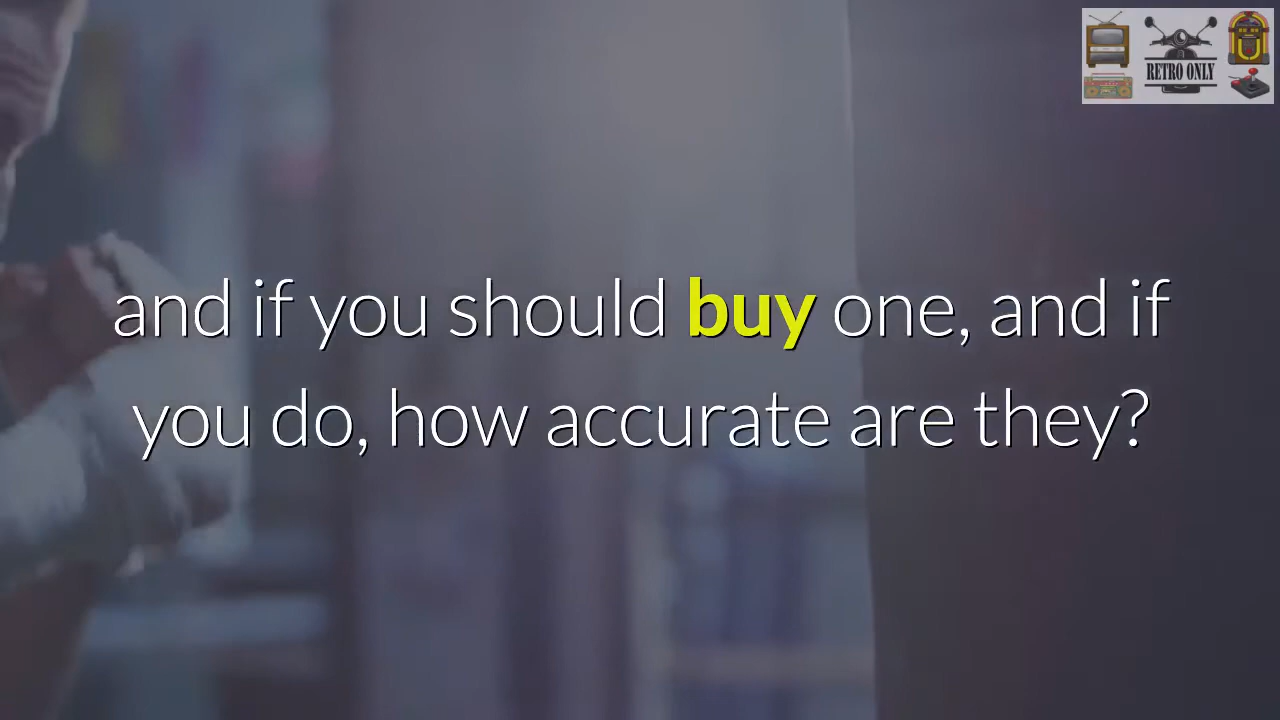 RETRO ONLY
and if you should buy one, and if
you do, how accurate are they?